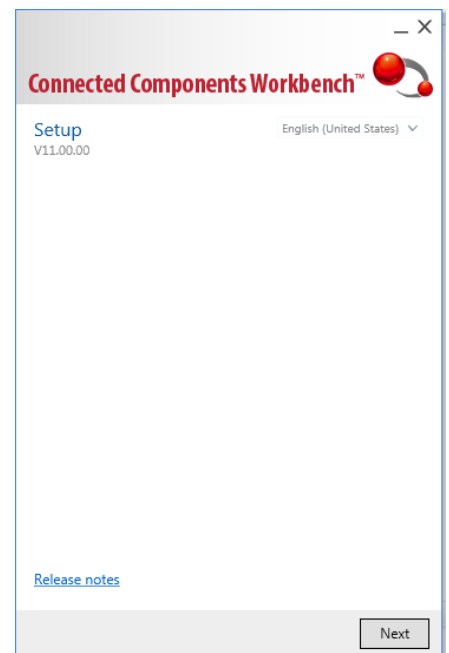 Connected Components Workbench™
Setup
English (United States)
V11.00.00
Release notes
Next